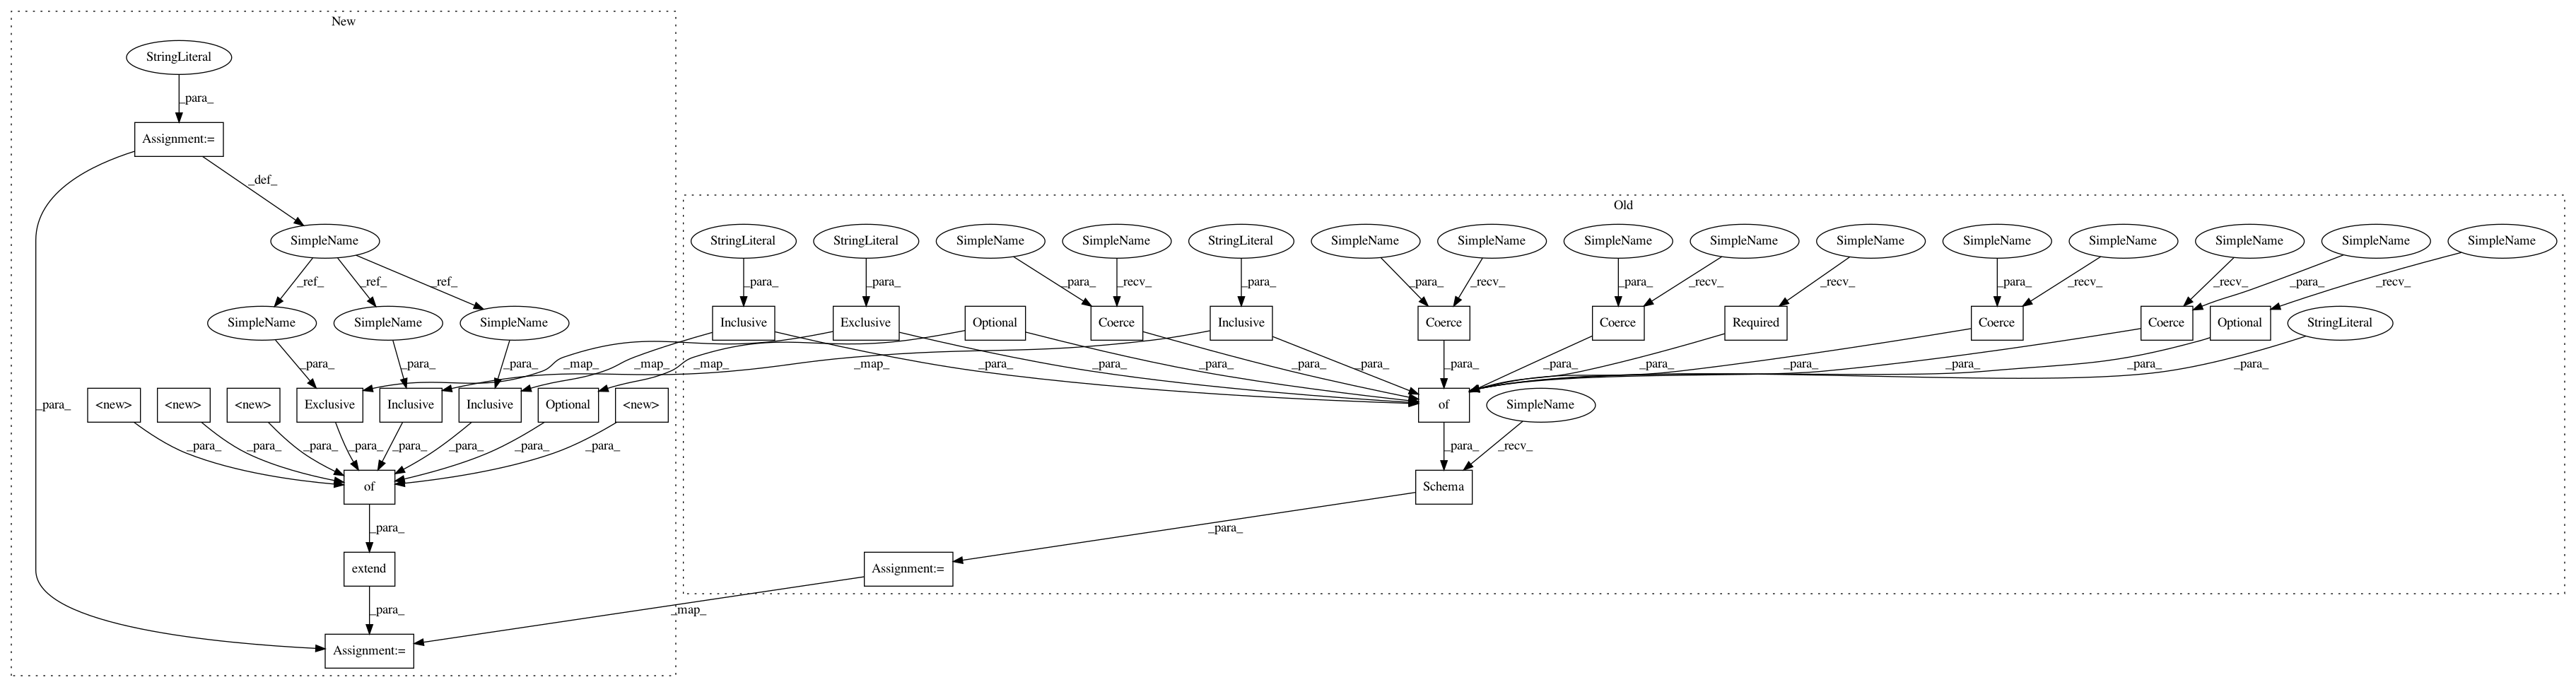 New
StringLiteral
_para_
Assignment:=
_def_
Old
SimpleName
StringLiteral
StringLiteral
SimpleName
SimpleName
StringLiteral
SimpleName
SimpleName
SimpleName
SimpleName
SimpleName
SimpleName
SimpleName
SimpleName
SimpleName
SimpleName
_ref_
_ref_
_ref_
_para_
_para_
_para_
_recv_
_para_
_para_
_recv_
_para_
_recv_
_recv_
_para_
_recv_
_recv_
_para_
_recv_
SimpleName
SimpleName
SimpleName
Inclusive
Exclusive
Optional
Coerce
Inclusive
Coerce
Coerce
Required
Coerce
Coerce
Optional
StringLiteral
_para_
_para_
_para_
_map_
_map_
_map_
_map_
_para_
_para_
_para_
_para_
_para_
_para_
_para_
_para_
_para_
_para_
_para_
_para_
<new>
<new>
<new>
Exclusive
Inclusive
Inclusive
Optional
<new>
of
SimpleName
_para_
_para_
_para_
_para_
_para_
_para_
_para_
_para_
_para_
_recv_
of
Schema
_para_
_para_
extend
Assignment:=
_para_
_map_
Assignment:=